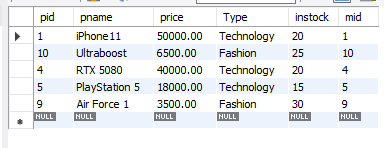 pid pname price Type instock mid
1 iPhone11 50000.00 Technology 20 1
10 Ultraboost 6500.00 Fashion 25 10
4 RTX 5080 40000.00 Technology 20 4
5 PlayStation 5 18000.00 Technology 15 5
9 Air Force 1 3500.00 Fashion 30 9
NULL NULL NULL NULL NULL NULL